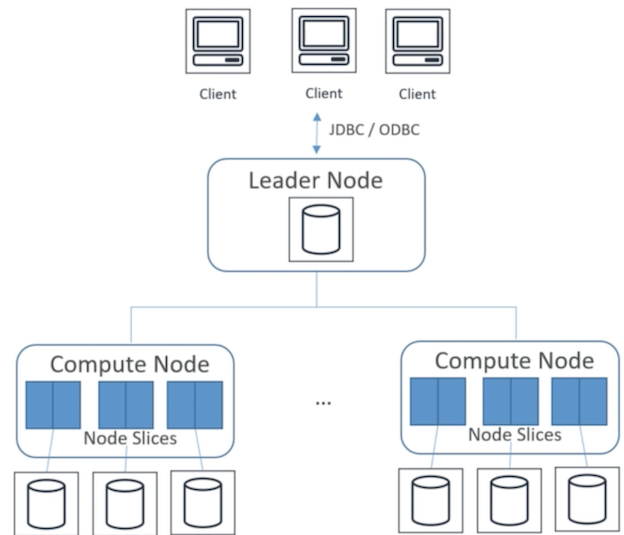 Client
Client
Client
JDBC / ODBC
Leader Node
Compute Node
Node Slices
...
Compute Node
Node Slices